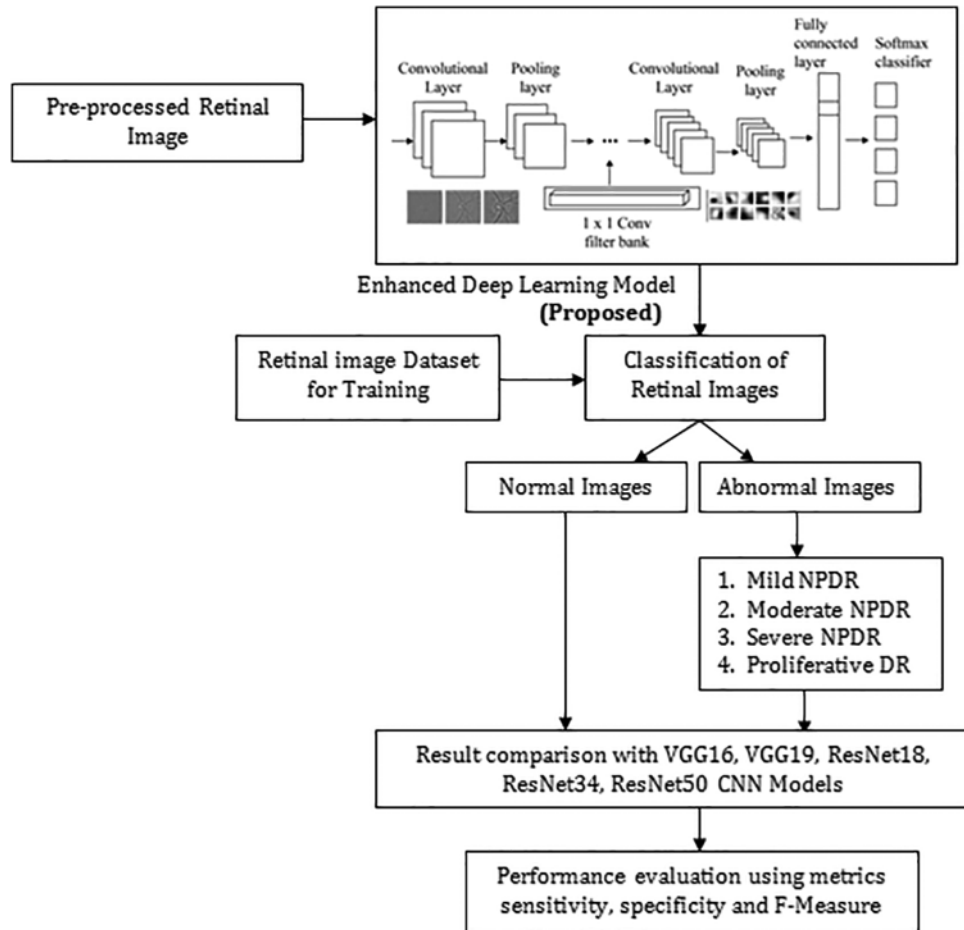 Pre-processed Retinal
Image
Convolutional
Layer
Pooling
layer
...
Convolutional
Layer
Pooling
layer
Fully
connected
layer
Softmax
classifier
1 x 1 Conv
filter bank
Enhanced Deep Learning Model
(Proposed)
Retinal image Dataset
for Training
Classification of
Retinal Images
Normal Images
Abnormal Images
1. Mild NPDR
2. Moderate NPDR
3. Severe NPDR
4. Proliferative DR
Result comparison with VGG16, VGG19, ResNet18,
ResNet34, ResNet50 CNN Models
Performance evaluation using metrics
sensitivity, specificity and F-Measure